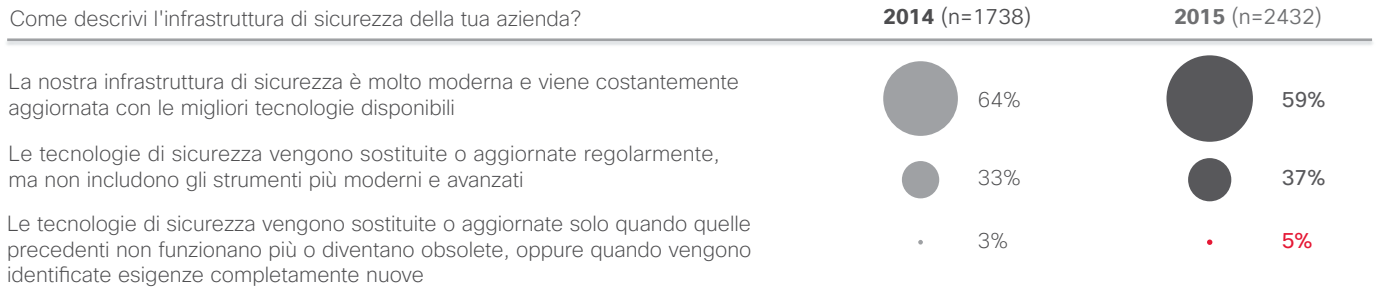 Come descrivi l'infrastruttura di sicurezza della tua azienda? 2014 (n=1738) 2015 (n=2432)
La nostra infrastruttura di sicurezza è molto moderna e viene costantemente
aggiornata con le migliori tecnologie disponibili
64% 59%
Le tecnologie di sicurezza vengono sostituite o aggiornate regolarmente,
ma non includono gli strumenti più moderni e avanzati
33% 37%
Le tecnologie di sicurezza vengono sostituite o aggiornate solo quando quelle
precedenti non funzionano più o diventano obsolete, oppure quando vengono
identificate esigenze completamente nuove
3% 5%